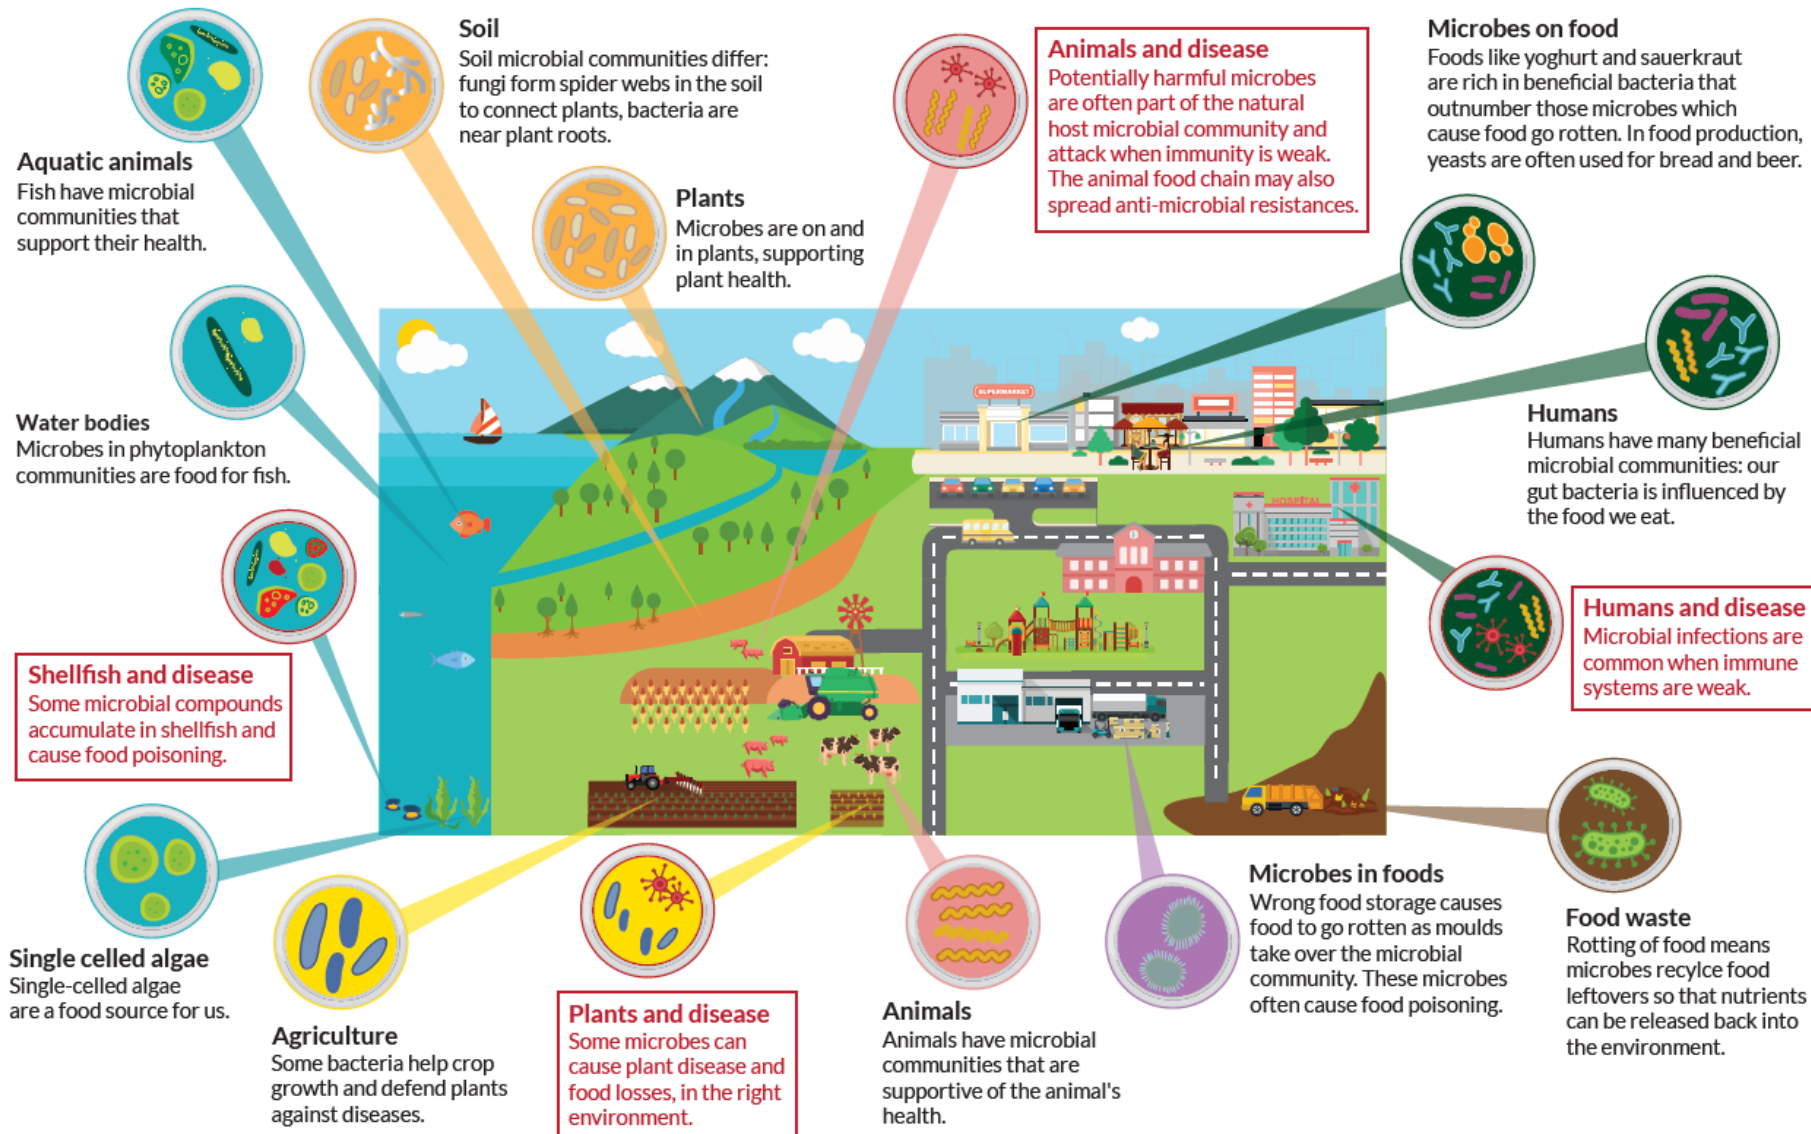 Soil
Soil microbial communities differ:
fungi form spider webs in the soil
to connect plants, bacteria are
near plant roots.
Animals and disease
Potentially harmful microbes
are often part of the natural
host microbial community and
attack when immunity is weak.
The animal food chain may also
spread anti-microbial resistances.
Microbes on food
Foods like yoghurt and sauerkraut
are rich in beneficial bacteria that
outnumber those microbes which
cause food go rotten. In food production,
yeasts are often used for bread and beer.
Aquatic animals
Fish have microbial
communities that
support their health.
Plants
Microbes are on and
in plants, supporting
plant health.
SUPERMARKET
Water bodies
Microbes in phytoplankton
communities are food for fish.
Humans
Humans have many beneficial
microbial communities: our
gut bacteria is influenced by
the food we eat.
HOSPITAL
Shellfish and disease
Some microbial compounds
accumulate in shellfish and
cause food poisoning.
Humans and disease
Microbial infections are
common when immune
systems are weak.
Single celled algae
Single-celled algae
are a food source for us.
Agriculture
Some bacteria help crop
growth and defend plants
against diseases.
Plants and disease
Some microbes can
cause plant disease and
food losses, in the right
environment.
Animals
Animals have microbial
communities that are
supportive of the animal's
health.
Microbes in foods
Wrong food storage causes
food to go rotten as moulds
take over the microbial
community. These microbes
often cause food poisoning.
Food waste
Rotting of food means
microbes recylce food
leftovers so that nutrients
can be released back into
the environment.